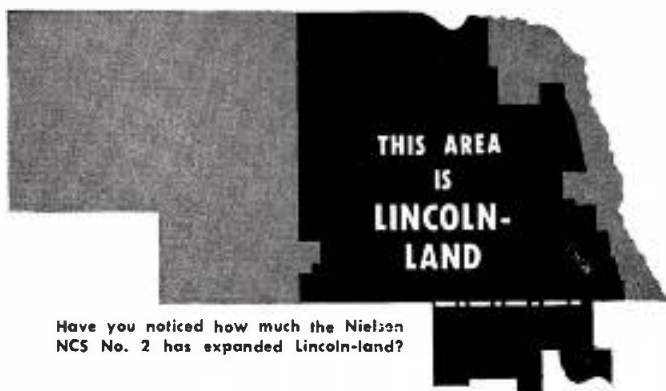 THIS AREA
IS
LINCOLN-
LAND
Have you noticed how much the Nielsen
NCS No. 2 has expanded Lincoln-land?